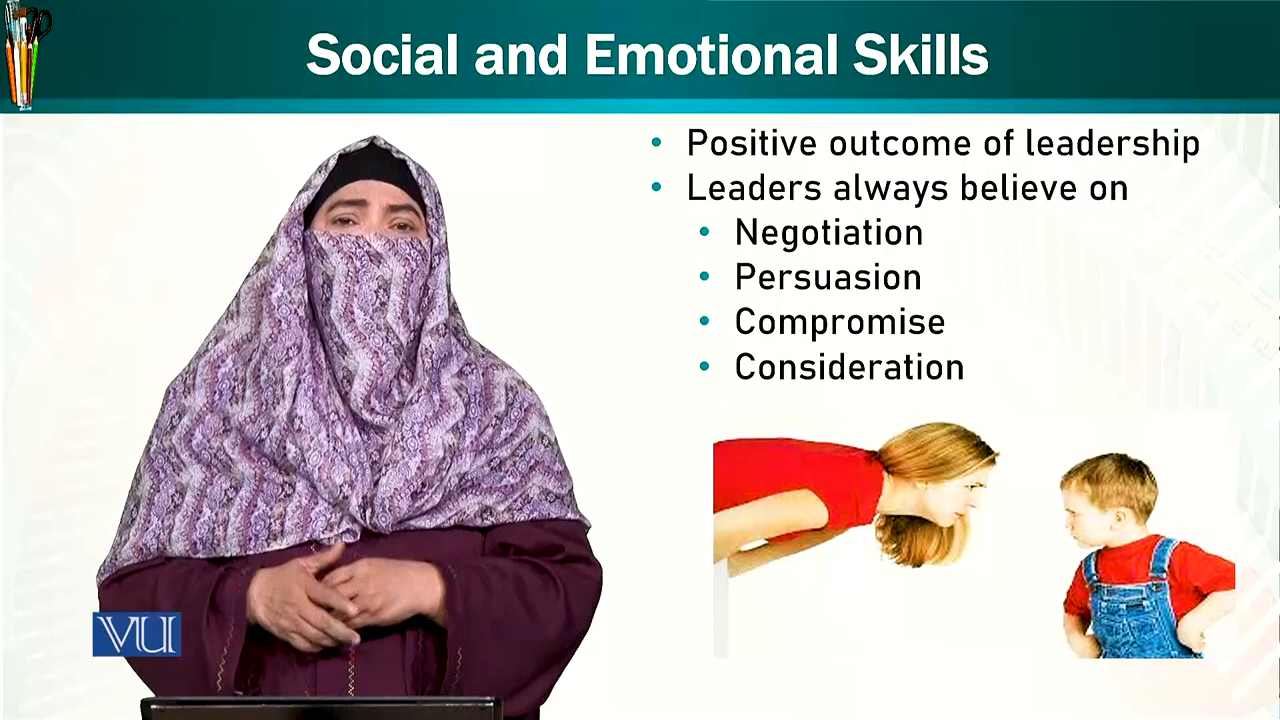 Social and Emotional Skills
• Positive outcome of leadership
• Leaders always believe on
• Negotiation
• Persuasion
• Compromise
• Consideration
VU